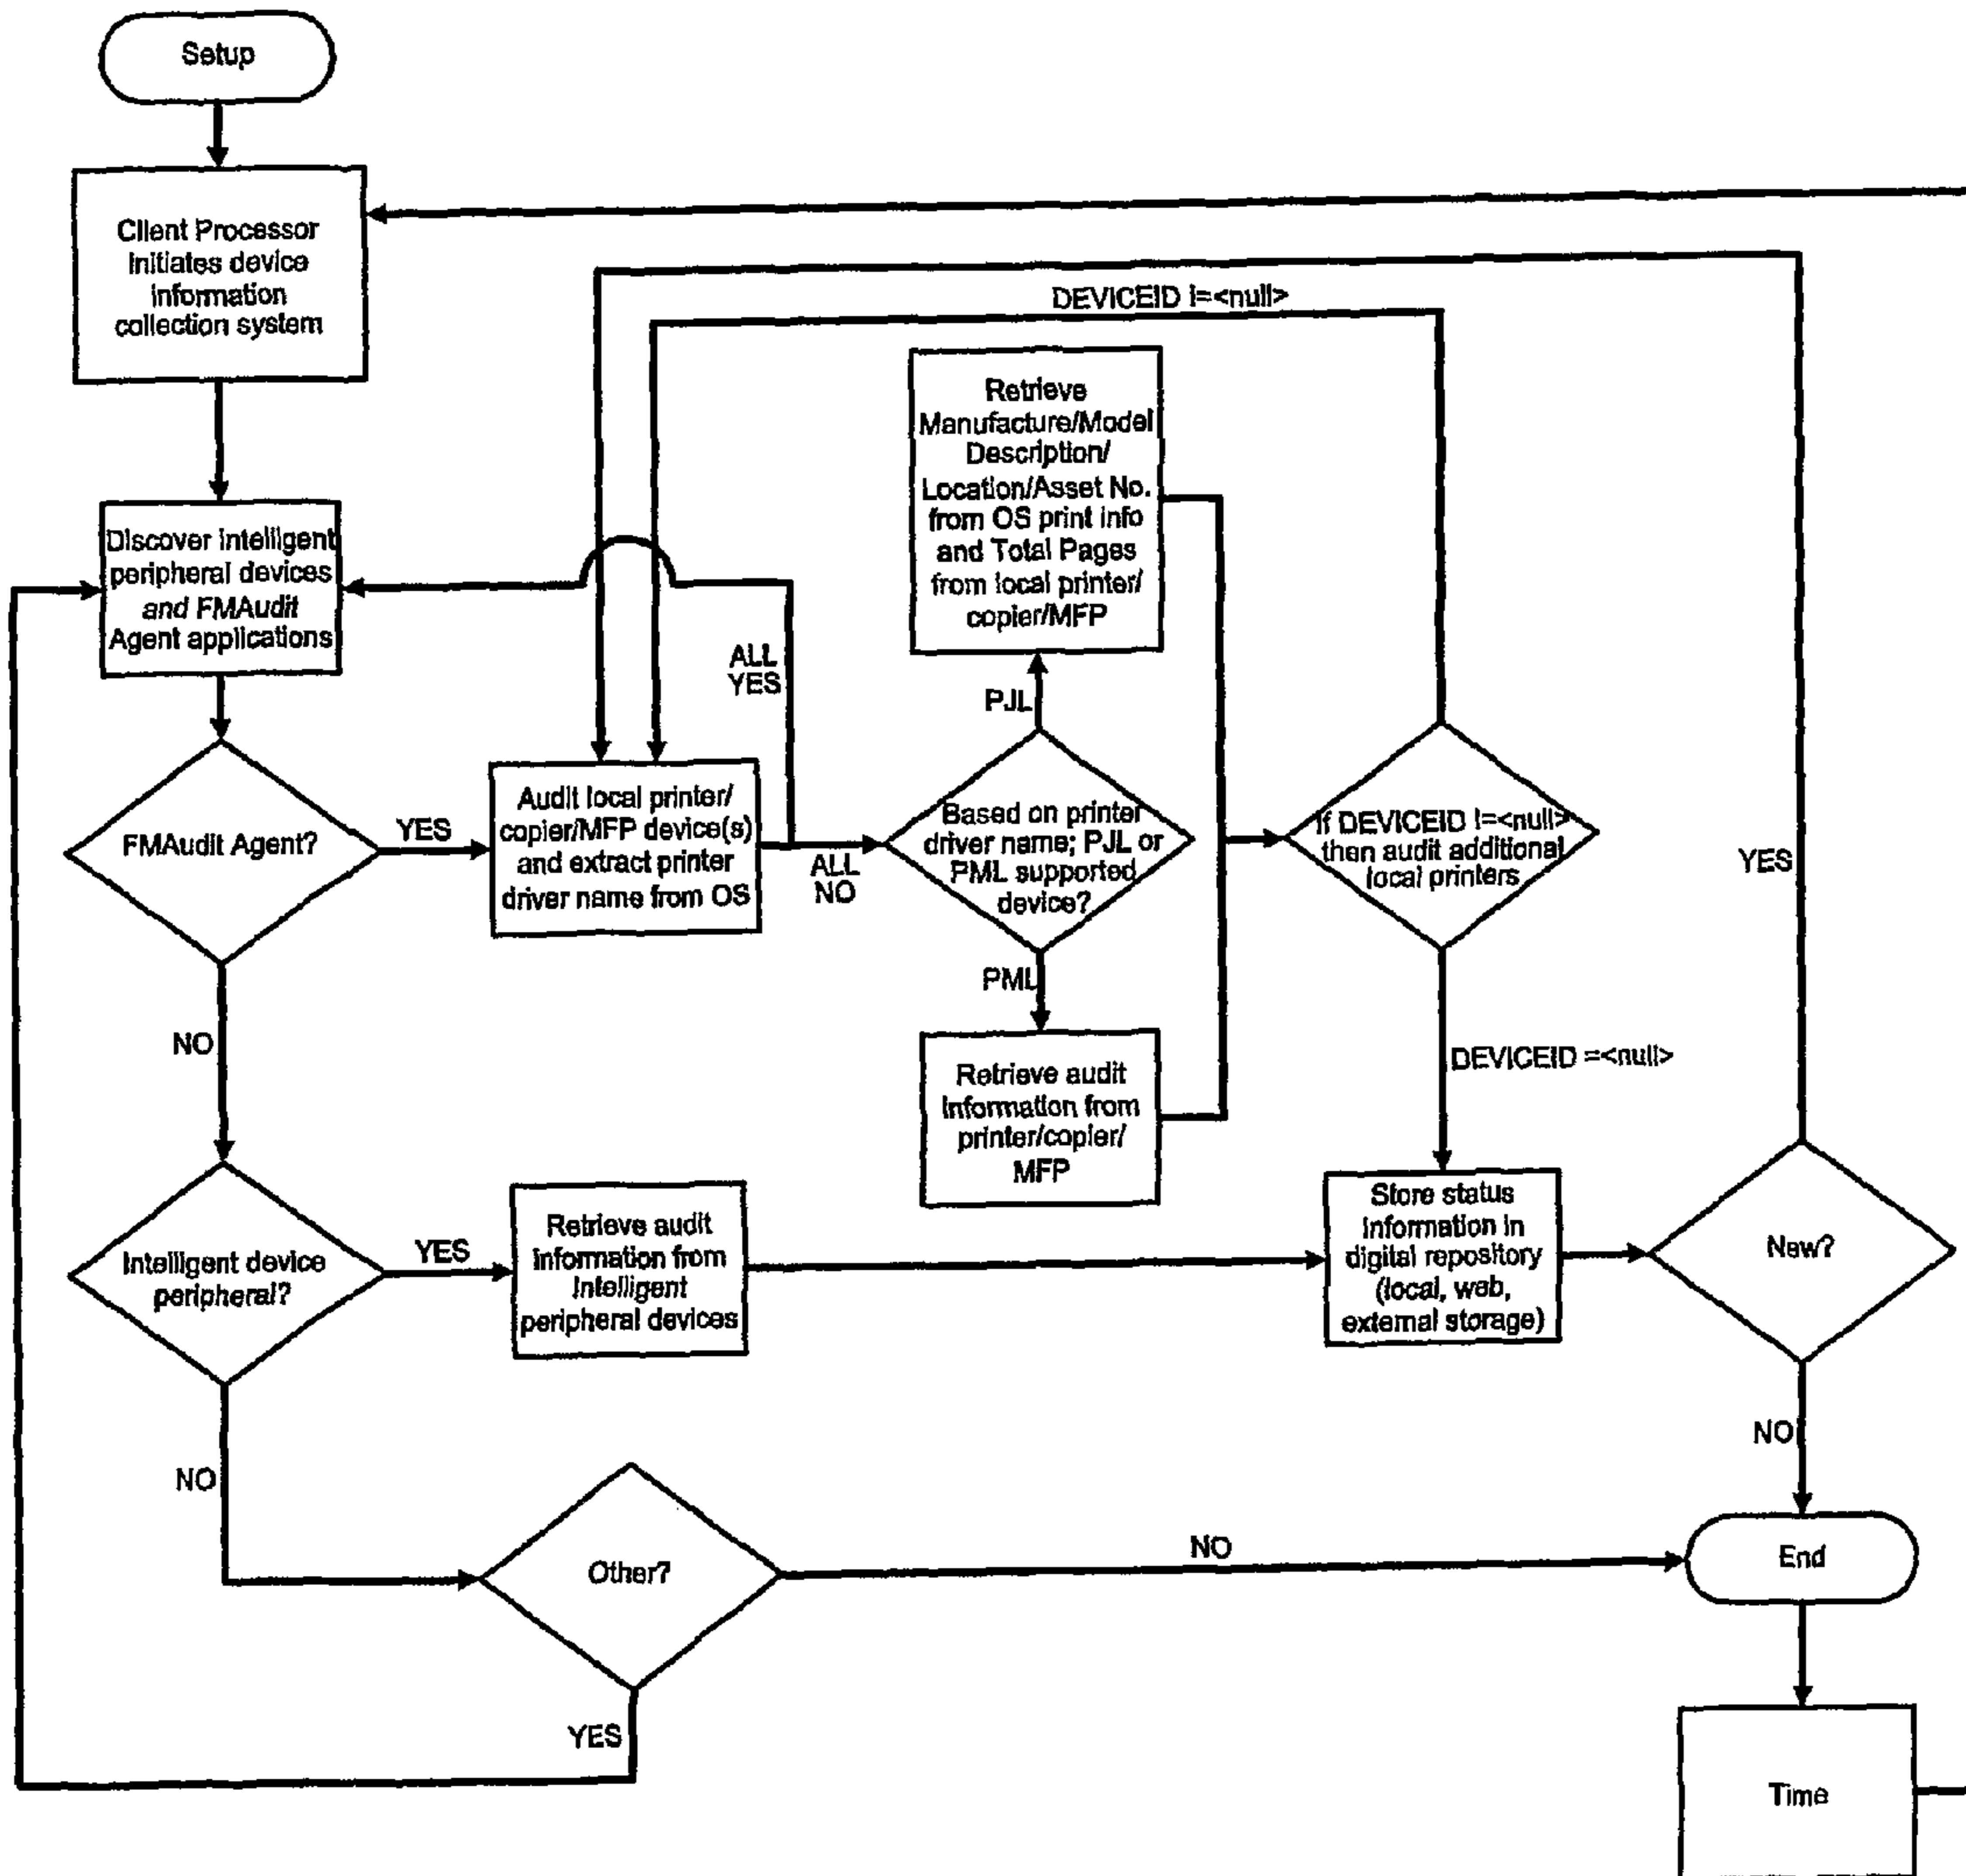 Setup
Client Processor
Initiates device
information
collection system
DEVICEID !=<null>
Retrieve
Manufacture/Model
Description/
Location/Asset No.
from OS print info
and Total Pages
from local printer/
copier/MFP
Discover intelligent
peripheral devices
and FMAudit
Agent applications
ALL
YES
PJL
FMAudit Agent?
YES
Audit local printer/
copier/MFP device(s)
and extract printer
driver name from OS
ALL
NO
Based on printer
driver name; PJL or
PML supported
device?
If DEVICEID !=<null>
then audit additional
local printers
YES
PML
NO
Retrieve audit
information from
printer/copier/
MFP
DEVICEID =<null>
Intelligent device
peripheral?
YES
Retrieve audit
information from
Intelligent
peripheral devices
Store status
information in
digital repository
(local, web,
external storage)
New?
NO
NO
Other?
NO
End
YES
Time